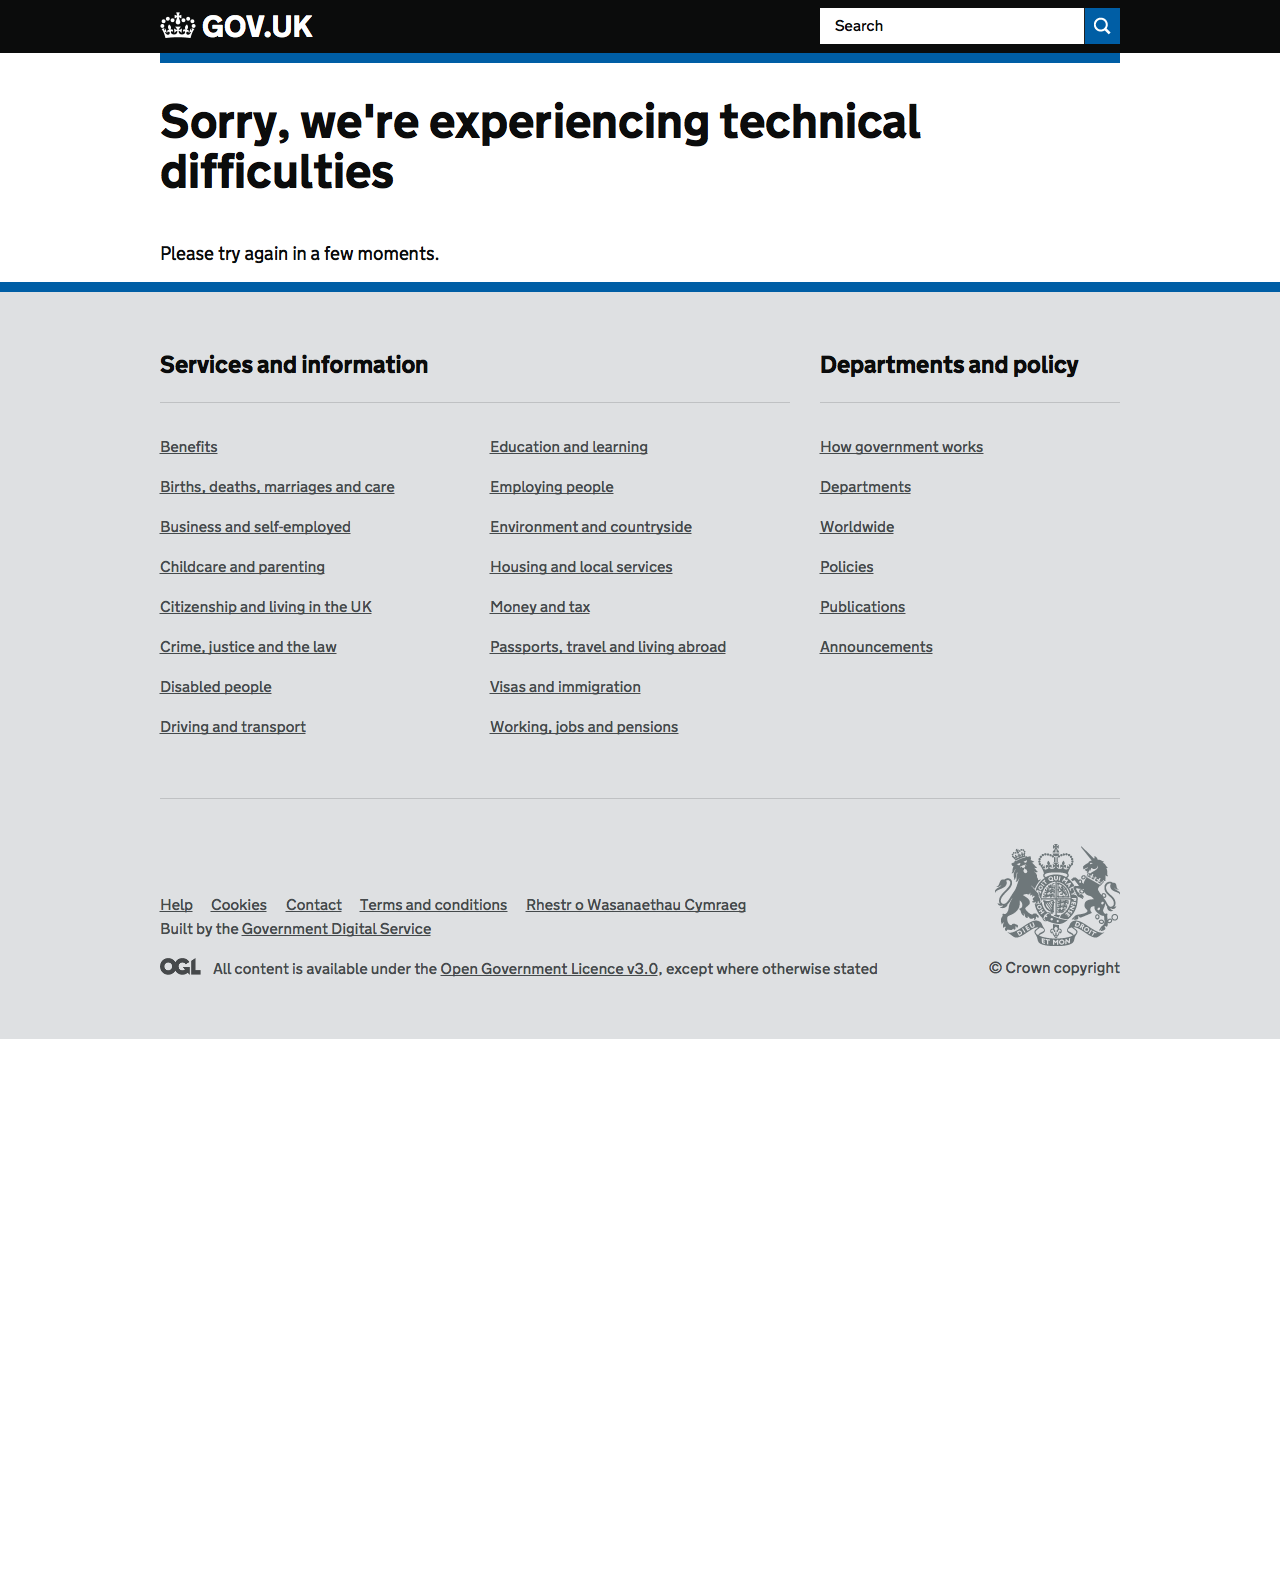 GOV.UK
Search
Sorry, we're experiencing technical
difficulties
Please try again in a few moments.
Services and information
Benefits
Births, deaths, marriages and care
Business and self-employed
Childcare and parenting
Citizenship and living in the UK
Crime, justice and the law
Disabled people
Driving and transport
Education and learning
Employing people
Environment and countryside
Housing and local services
Money and tax
Passports, travel and living abroad
Visas and immigration
Working, jobs and pensions
Departments and policy
How government works
Departments
Worldwide
Policies
Publications
Announcements
Help Cookies Contact Terms and conditions Rhestr o Wasanaethau Cymraeg
Built by the Government Digital Service
OGL All content is available under the Open Government Licence v3.0, except where otherwise stated
DIEU ET MON DROIT
© Crown copyright